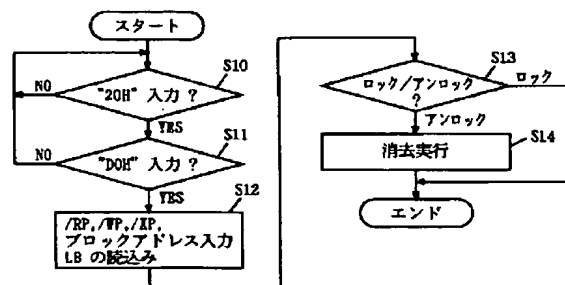 スタート
S10
"20H" 入力 ?
NO
YES
S11
"D0H" 入力 ?
NO
YES
S12
/RP,/WP,/XP,
ブロックアドレス入力
LB の読込み
S13
ロック/アンロック
?
ロック
アンロック
S14
消去実行
エンド